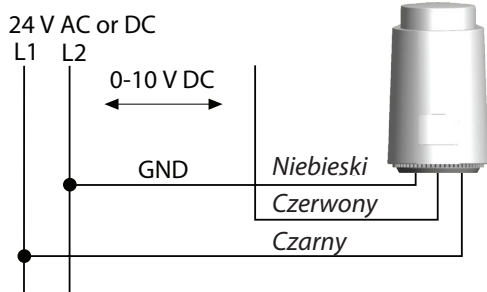 24 V AC or DC
L1 L2
0-10 V DC
GND Niebieski
Czerwony
Czarny